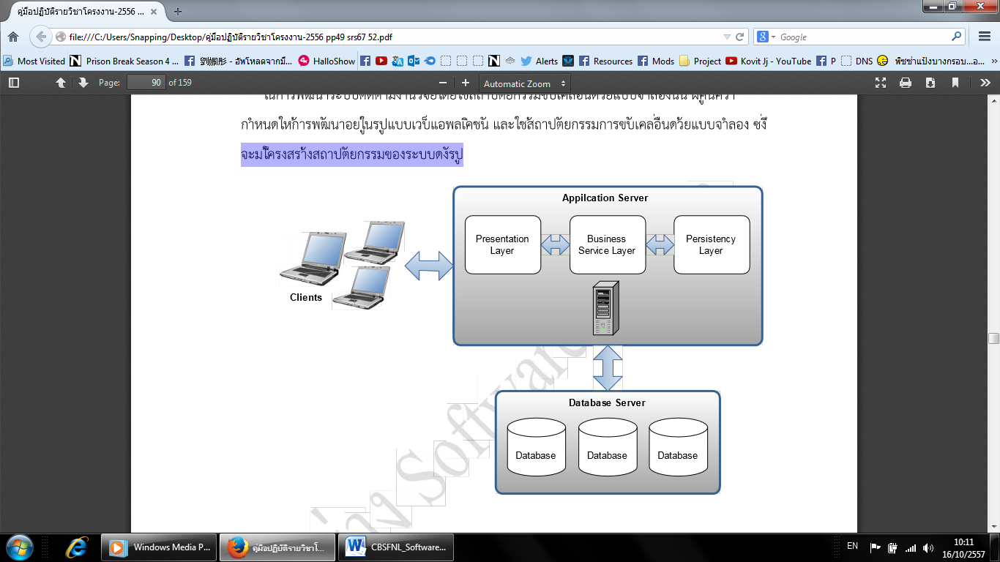 คู่มือปฏิบัติรายวิชาโครงงาน-2556 ...
file:///C:/Users/Snapping/Desktop/คู่มือปฏิบัติรายวิชาโครงงาน-2556 pp49 srs67 52.pdf
Google
Most Visited Prison Break Season 4 ... - อัพโหลดจากมื... HalloShow Alerts Resources Mods Project Kovit Jj - YouTube P DNS พิซซ่าแป้งบางกรอบ...อ...
Page: 90 of 159 Automatic Zoom
กำหนดให้การพัฒนาอยู่ในรูปแบบเว็บแอพลิเคชัน และใช้สถาปัตยกรรมการขับเคลื่อนด้วยแบบจำลอง ซึ่ง
จะมีโครงสร้างสถาปัตยกรรมของระบบดังรูป
Appilcation Server
Presentation
Layer
Business
Service Layer
Persistency
Layer
Clients
Database Server
Database
Database
Database
ร่าง Software
Windows Media P...
คู่มือปฏิบัติรายวิชาโ...
CBSFNL_Software...
EN
10:11
16/10/2557